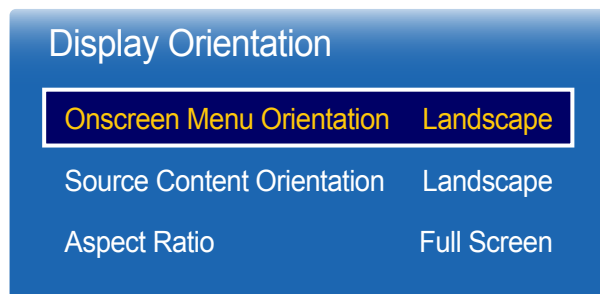 Display Orientation
Onscreen Menu Orientation Landscape
Source Content Orientation Landscape
Aspect Ratio Full Screen